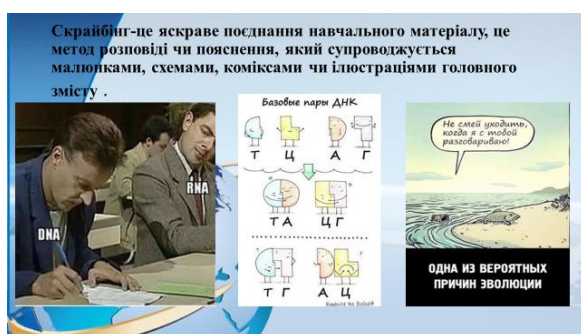 Скрайбінг-це яскраве поєднання навчального матеріалу, це
метод розповіді чи пояснення, який супроводжується
малюнками, схемами, коміксами чи ілюстраціями головного
змісту .
DNA
RNA
Базовые пары ДНК
Т Ц А Г
ТА ЦГ
Т Г А Ц
Не смей уходить,
когда я с тобой
разговариваю!
ОДНА ИЗ ВЕРОЯТНЫХ
ПРИЧИН ЭВОЛЮЦИИ